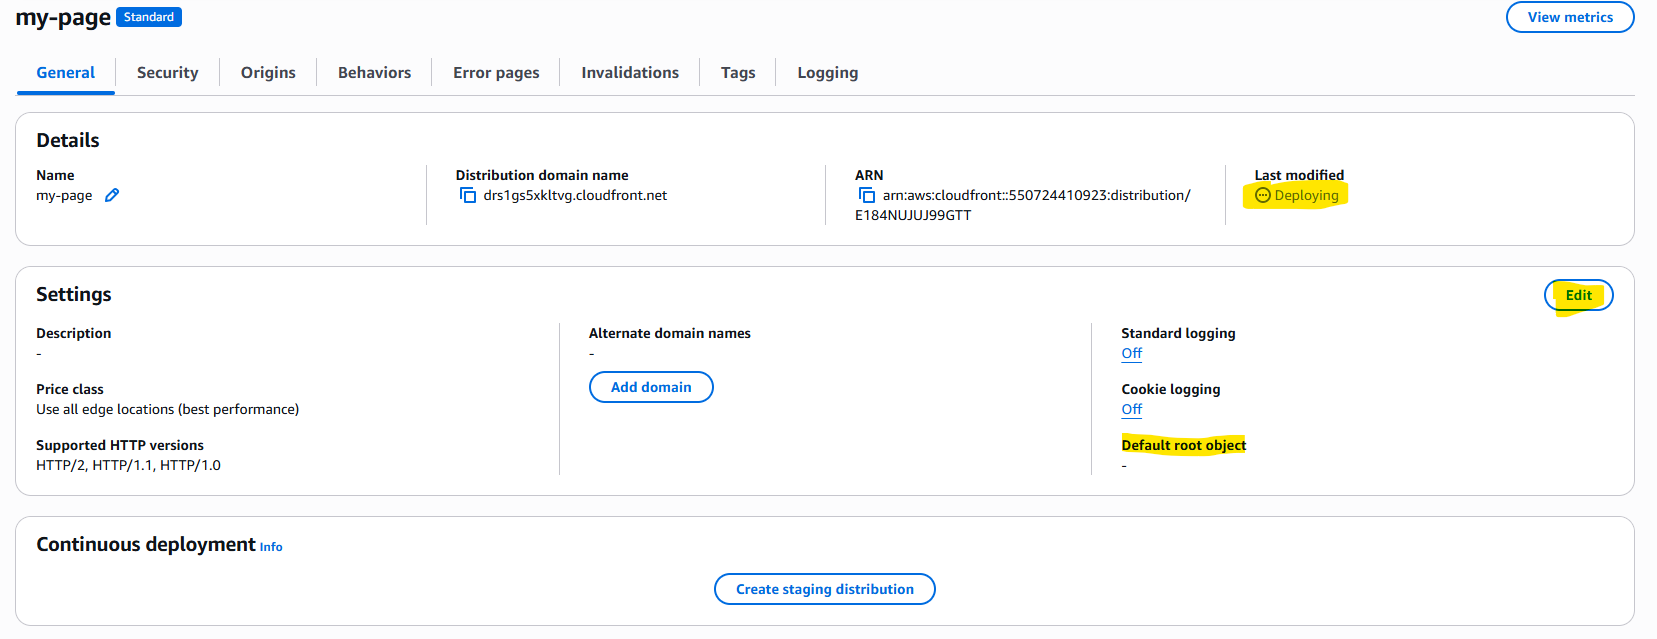 my-page Standard View metrics
General Security Origins Behaviors Error pages Invalidations Tags Logging
Details
Name
my-page
Distribution domain name
drs1gs5xkltvg.cloudfront.net
ARN
arn:aws:cloudfront::550724410923:distribution/
E184NUJUJ99GTT
Last modified
Deploying
Settings
Edit
Description
-
Price class
Use all edge locations (best performance)
Supported HTTP versions
HTTP/2, HTTP/1.1, HTTP/1.0
Alternate domain names
-
Add domain
Standard logging
Off
Cookie logging
Off
Default root object
-
Continuous deployment Info
Create staging distribution